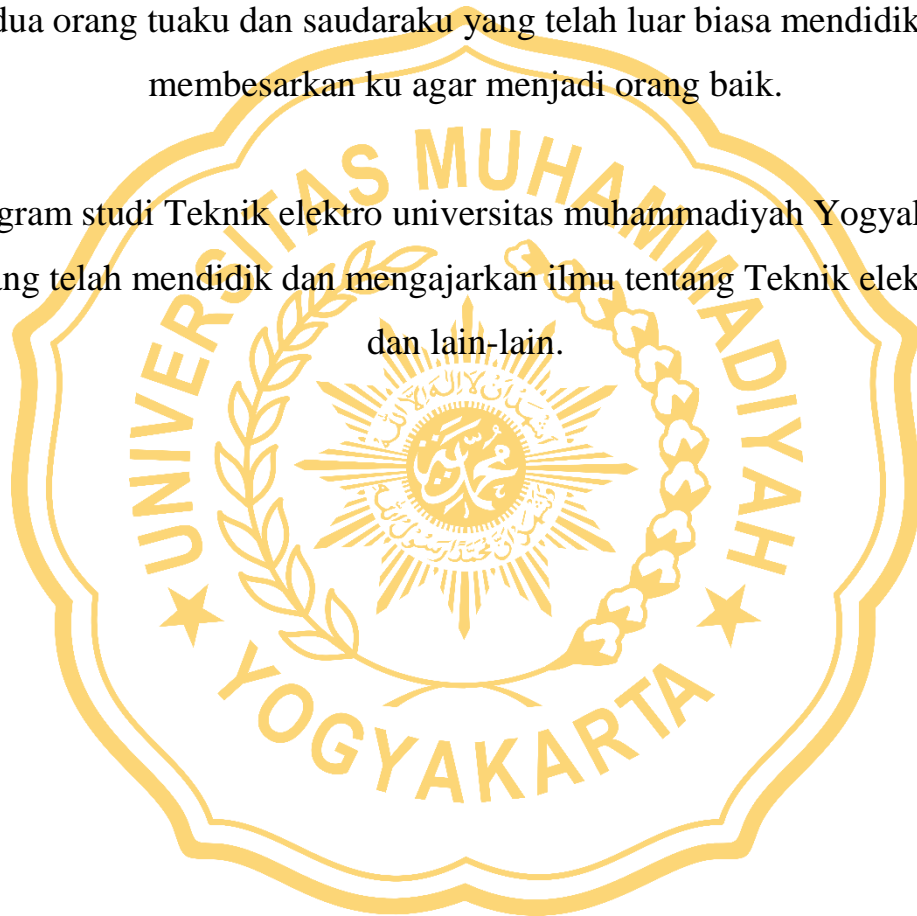 dua orang tuaku dan saudaraku yang telah luar biasa mendidik
membesarkan ku agar menjadi orang baik.
gram studi Teknik elektro universitas muhammadiyah Yogya
ang telah mendidik dan mengajarkan ilmu tentang Teknik elek
dan lain-lain.
UNIVERSITAS MUHAMMADIYAH
YOGYAKARTA